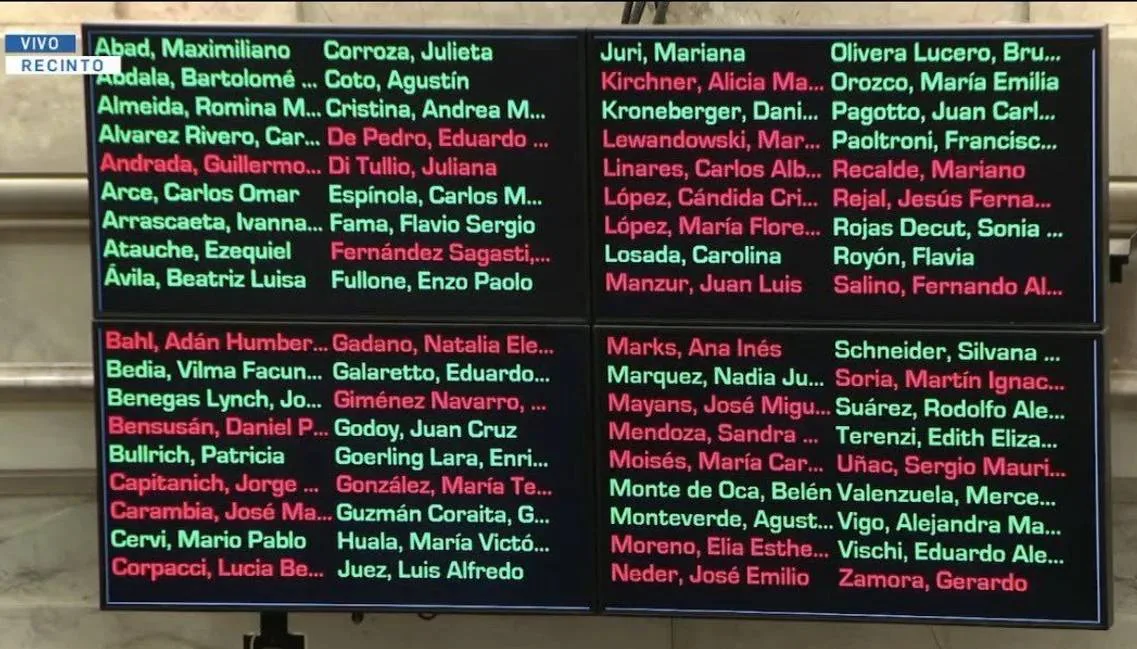 VIVO
RECINTO
Abad, Maximiliano
Abdala, Bartolomé ...
Almeida, Romina M...
Alvarez Rivero, Car...
Andrada, Guillermo...
Arce, Carlos Omar
Arrascaeta, Ivanna...
Atauche, Ezequiel
Ávila, Beatriz Luisa
Corroza, Julieta
Coto, Agustín
Cristina, Andrea M...
De Pedro, Eduardo ...
Di Tullio, Juliana
Espínola, Carlos M...
Fama, Flavio Sergio
Fernández Sagasti,...
Fullone, Enzo Paolo
Juri, Mariana
Kirchner, Alicia Ma...
Kroneberger, Dani...
Lewandowski, Mar...
Linares, Carlos Alb...
López, Cándida Cri...
López, María Flore...
Losada, Carolina
Manzur, Juan Luis
Olivera Lucero, Bru...
Orozco, María Emilia
Pagotto, Juan Carl...
Paoltroni, Francisc...
Recalde, Mariano
Rejal, Jesús Ferna...
Rojas Decut, Sonia ...
Royón, Flavia
Salino, Fernando Al...
Bahl, Adán Humber...
Bedia, Vilma Facun...
Benegas Lynch, Jo...
Bensusán, Daniel P...
Bullrich, Patricia
Capitanich, Jorge ...
Carambia, José Ma...
Cervi, Mario Pablo
Corpacci, Lucia Be...
Gadano, Natalia Ele...
Galaretto, Eduardo...
Giménez Navarro, ...
Godoy, Juan Cruz
Goerling Lara, Enri...
González, María Te...
Guzmán Coraita, G...
Huala, María Victó...
Juez, Luis Alfredo
Marks, Ana Inés
Marquez, Nadia Ju...
Mayans, José Migu...
Mendoza, Sandra ...
Moisés, María Car...
Monte de Oca, Belén
Monteverde, Agust...
Moreno, Elia Esthe...
Neder, José Emilio
Schneider, Silvana ...
Soria, Martín Ignac...
Suárez, Rodolfo Ale...
Terenzi, Edith Eliza...
Uñac, Sergio Mauri...
Valenzuela, Merce...
Vigo, Alejandra Ma...
Vischi, Eduardo Ale...
Zamora, Gerardo